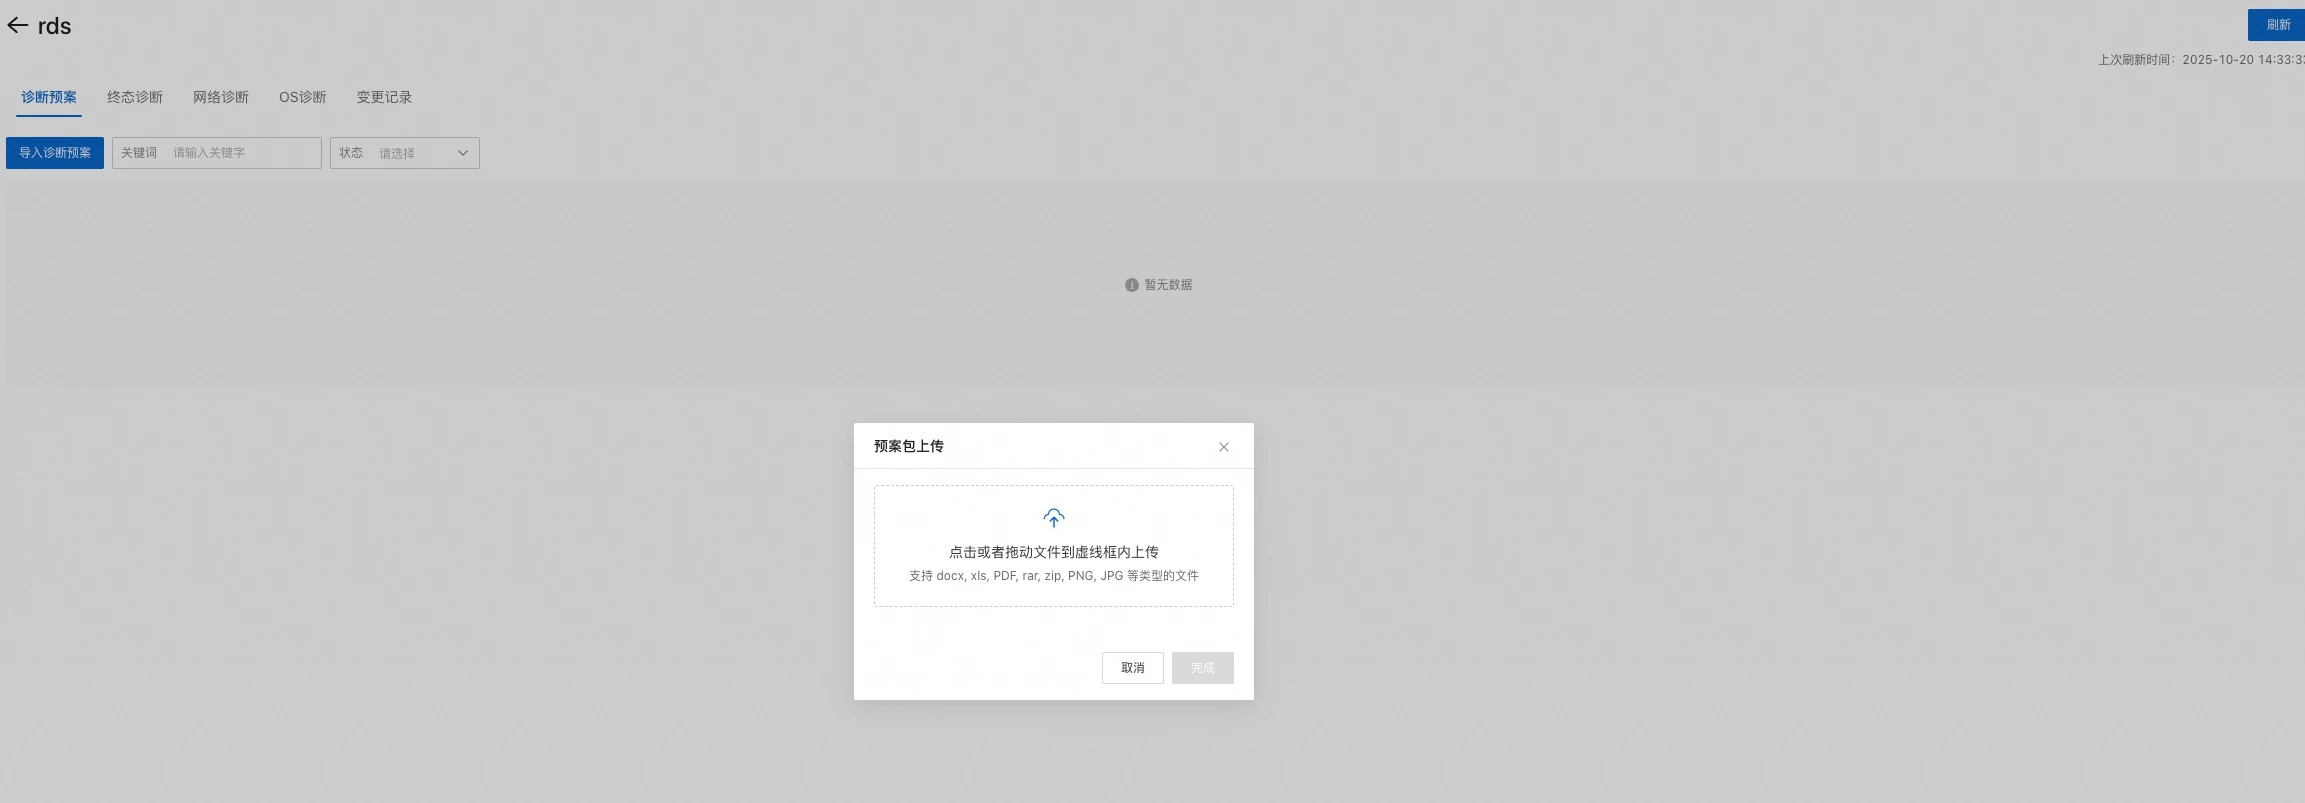 rds
刷新
上次刷新时间：2025-10-20 14:33:33
诊断预案 终态诊断 网络诊断 OS诊断 变更记录
导入诊断预案 关键词 请输入关键字 状态 请选择
暂无数据
预案包上传
点击或者拖动文件到虚线框内上传
支持 docx, xls, PDF, rar, zip, PNG, JPG 等类型的文件
取消 完成